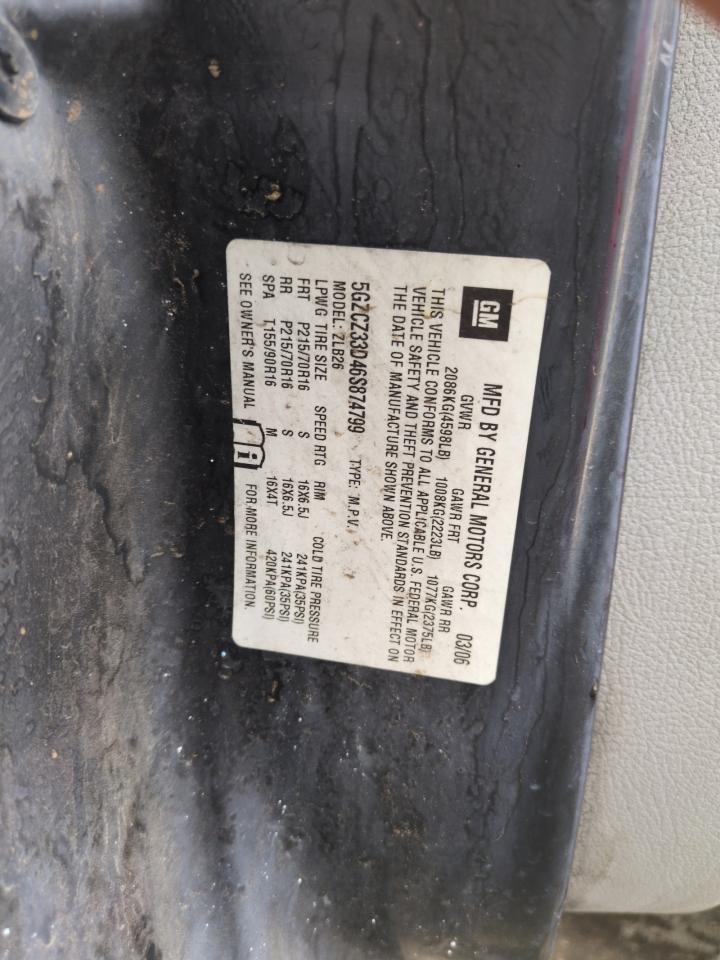 GM
MFD BY GENERAL MOTORS CORP. 03/06
GVWR GAWR FRT GAWR RR
2086KG(4598LB) 1008KG(2223LB) 1077KG(2375LB)
THIS VEHICLE CONFORMS TO ALL APPLICABLE U.S. FEDERAL MOTOR
VEHICLE SAFETY AND THEFT PREVENTION STANDARDS IN EFFECT ON
THE DATE OF MANUFACTURE SHOWN ABOVE.
5GZCZ33D46S874799 TYPE: M.P.V.
MODEL: ZLB26
LPWG TIRE SIZE SPEED RTG RIM COLD TIRE PRESSURE
FRT P215/70R16 S 16X6.5J 241KPA(35PSI)
RR P215/70R16 S 16X6.5J 241KPA(35PSI)
SPA T155/90R16 M 16X4T 420KPA(60PSI)
SEE OWNER'S MANUAL i FOR MORE INFORMATION.